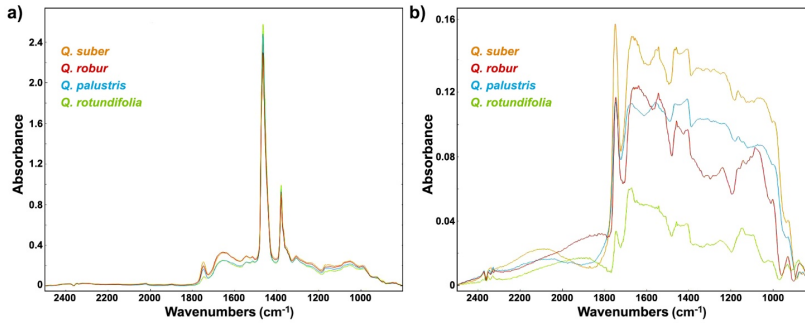 a)
Q. suber
Q. robur
Q. palustris
Q. rotundifolia
Absorbance
2.4
2.0
1.6
1.2
0.8
0.4
0
2400 2200 2000 1800 1600 1400 1200 1000
Wavenumbers (cm-1)
b)
Q. suber
Q. robur
Q. palustris
Q. rotundifolia
Absorbance
0.16
0.12
0.08
0.04
0
2400 2200 2000 1800 1600 1400 1200 1000
Wavenumbers (cm-1)